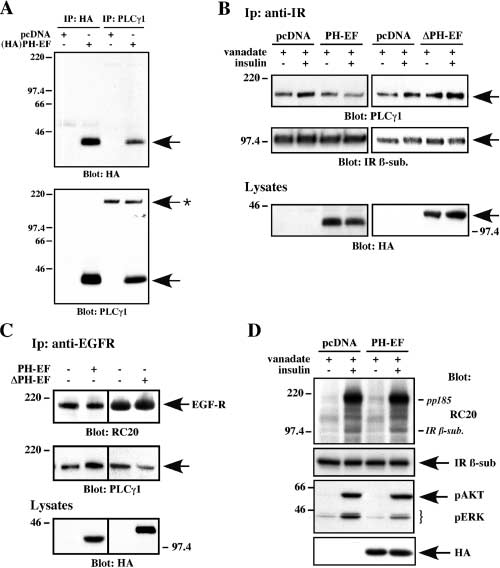 A
IP: HA IP: PLCγ1
pcDNA + - + -
(HA)PH-EF - + - +
220
97.4
46
Blot: HA
220
97.4
46
*
Blot: PLCγ1
B Ip: anti-IR
pcDNA PH-EF pcDNA ΔPH-EF
vanadate + + + + + + + +
insulin - + - + - + - +
220
Blot: PLCγ1
97.4
Blot: IR ß-sub.
Lysates
46
46
97.4
Blot: HA
C Ip: anti-EGFR
PH-EF - + - -
ΔPH-EF - - - +
220
EGF-R
Blot: RC20
220
Blot: PLCγ1
Lysates
46
97.4
Blot: HA
D
pcDNA PH-EF
vanadate + + + +
insulin - + - +
Blot:
220
pp185
RC20
97.4
IR ß-sub.
IR ß-sub
66
pAKT
46
} pERK
HA